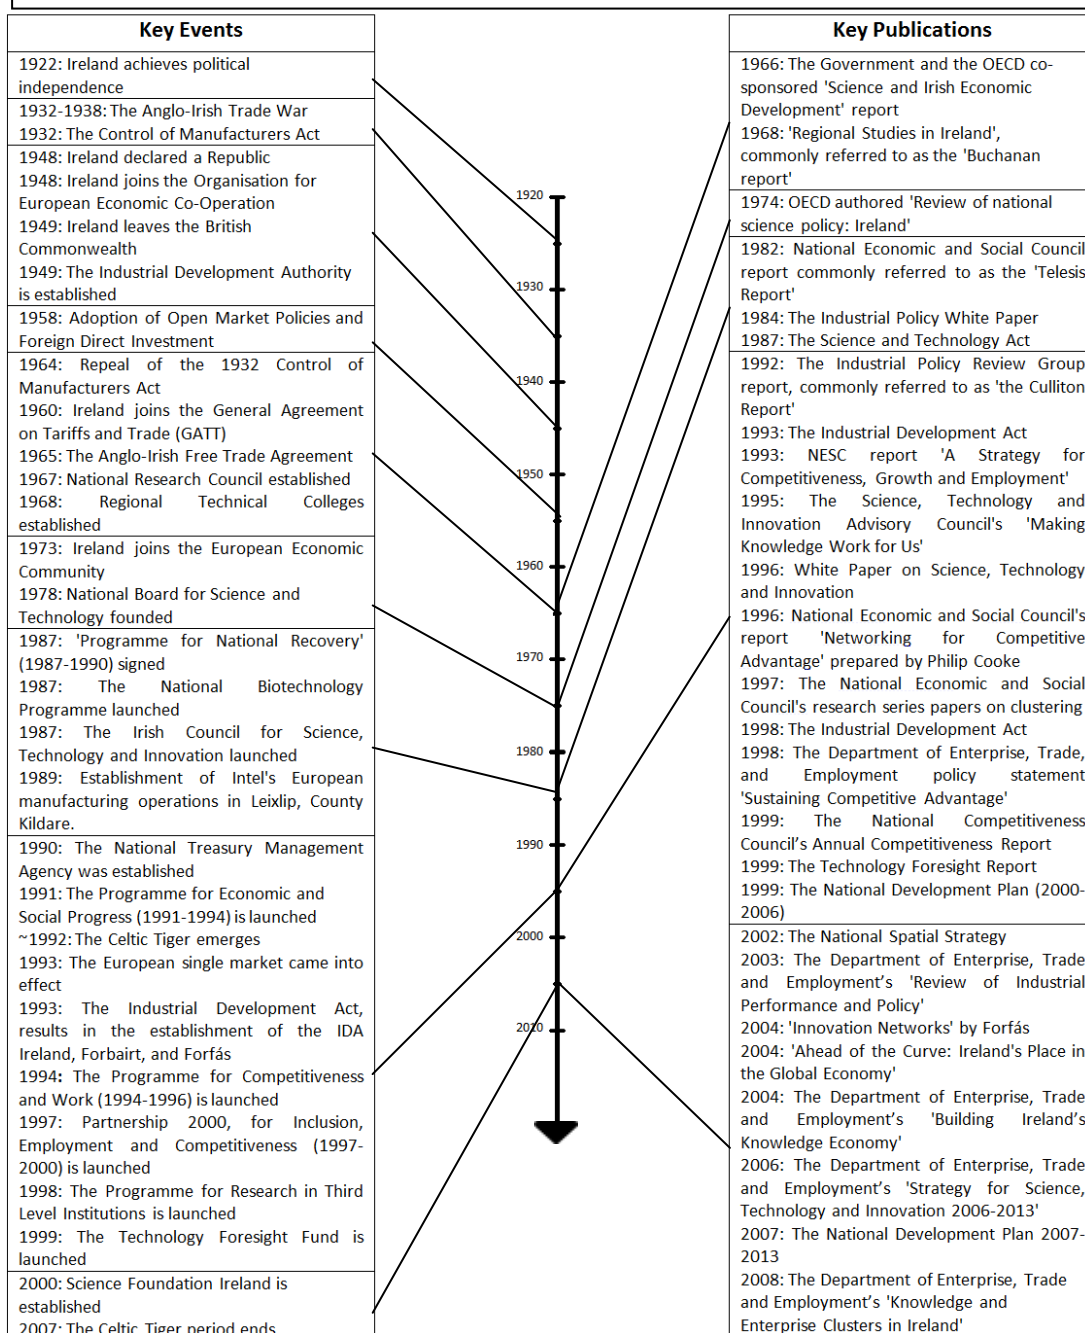 Key Events
1922: Ireland achieves political
independence
1932-1938: The Anglo-Irish Trade War
1932: The Control of Manufacturers Act
1948: Ireland declared a Republic
1948: Ireland joins the Organisation for
European Economic Co-Operation
1949: Ireland leaves the British
Commonwealth
1949: The Industrial Development Authority
is established
1958: Adoption of Open Market Policies and
Foreign Direct Investment
1964: Repeal of the 1932 Control of
Manufacturers Act
1960: Ireland joins the General Agreement
on Tariffs and Trade (GATT)
1965: The Anglo-Irish Free Trade Agreement
1967: National Research Council established
1968: Regional Technical Colleges
established
1973: Ireland joins the European Economic
Community
1978: National Board for Science and
Technology founded
1987: 'Programme for National Recovery'
(1987-1990) signed
1987: The National Biotechnology
Programme launched
1987: The Irish Council for Science,
Technology and Innovation launched
1989: Establishment of Intel's European
manufacturing operations in Leixlip, County
Kildare.
1990: The National Treasury Management
Agency was established
1991: The Programme for Economic and
Social Progress (1991-1994) is launched
~1992: The Celtic Tiger emerges
1993: The European single market came into
effect
1993: The Industrial Development Act,
results in the establishment of the IDA
Ireland, Forbairt, and Forfás
1994: The Programme for Competitiveness
and Work (1994-1996) is launched
1997: Partnership 2000, for Inclusion,
Employment and Competitiveness (1997-
2000) is launched
1998: The Programme for Research in Third
Level Institutions is launched
1999: The Technology Foresight Fund is
launched
2000: Science Foundation Ireland is
established
2007: The Celtic Tiger period ends
1920
1930
1940
1950
1960
1970
1980
1990
2000
2010
Key Publications
1966: The Government and the OECD co-
sponsored 'Science and Irish Economic
Development' report
1968: 'Regional Studies in Ireland',
commonly referred to as the 'Buchanan
report'
1974: OECD authored 'Review of national
science policy: Ireland'
1982: National Economic and Social Council
report commonly referred to as the 'Telesis
Report'
1984: The Industrial Policy White Paper
1987: The Science and Technology Act
1992: The Industrial Policy Review Group
report, commonly referred to as 'the Culliton
Report'
1993: The Industrial Development Act
1993: NESC report 'A Strategy for
Competitiveness, Growth and Employment'
1995: The Science, Technology and
Innovation Advisory Council's 'Making
Knowledge Work for Us'
1996: White Paper on Science, Technology
and Innovation
1996: National Economic and Social Council's
report 'Networking for Competitive
Advantage' prepared by Philip Cooke
1997: The National Economic and Social
Council's research series papers on clustering
1998: The Industrial Development Act
1998: The Department of Enterprise, Trade,
and Employment policy statement
'Sustaining Competitive Advantage'
1999: The National Competitiveness
Council’s Annual Competitiveness Report
1999: The Technology Foresight Report
1999: The National Development Plan (2000-
2006)
2002: The National Spatial Strategy
2003: The Department of Enterprise, Trade
and Employment’s 'Review of Industrial
Performance and Policy'
2004: 'Innovation Networks' by Forfás
2004: 'Ahead of the Curve: Ireland's Place in
the Global Economy'
2004: The Department of Enterprise, Trade
and Employment’s 'Building Ireland’s
Knowledge Economy'
2006: The Department of Enterprise, Trade
and Employment’s 'Strategy for Science,
Technology and Innovation 2006-2013'
2007: The National Development Plan 2007-
2013
2008: The Department of Enterprise, Trade
and Employment’s 'Knowledge and
Enterprise Clusters in Ireland'